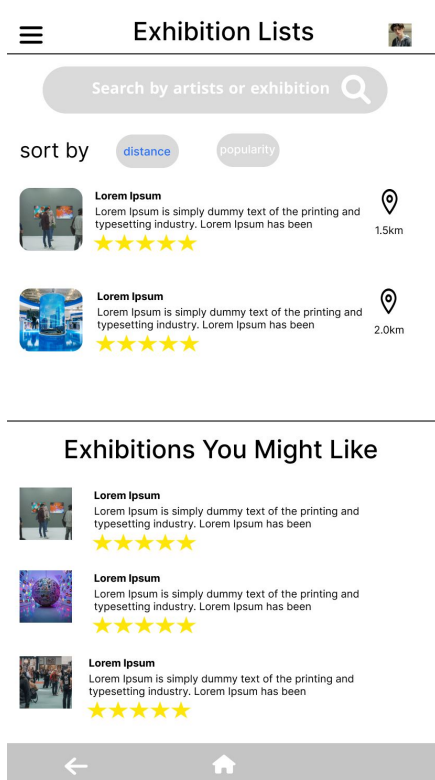 Exhibition Lists
Search by artists or exhibition
sort by
distance
popularity
Lorem Ipsum
Lorem Ipsum is simply dummy text of the printing and
typesetting industry. Lorem Ipsum has been
1.5km
Lorem Ipsum
Lorem Ipsum is simply dummy text of the printing and
typesetting industry. Lorem Ipsum has been
2.0km
Exhibitions You Might Like
Lorem Ipsum
Lorem Ipsum is simply dummy text of the printing and
typesetting industry. Lorem Ipsum has been
Lorem Ipsum
Lorem Ipsum is simply dummy text of the printing and
typesetting industry. Lorem Ipsum has been
Lorem Ipsum
Lorem Ipsum is simply dummy text of the printing and
typesetting industry. Lorem Ipsum has been